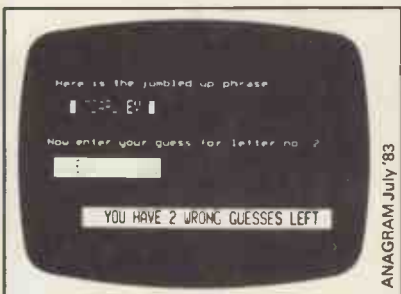 Here is the jumbled up phrase
Now enter your guess for letter no 2
YOU HAVE 2 WRONG GUESSES LEFT
ANAGRAM July '83